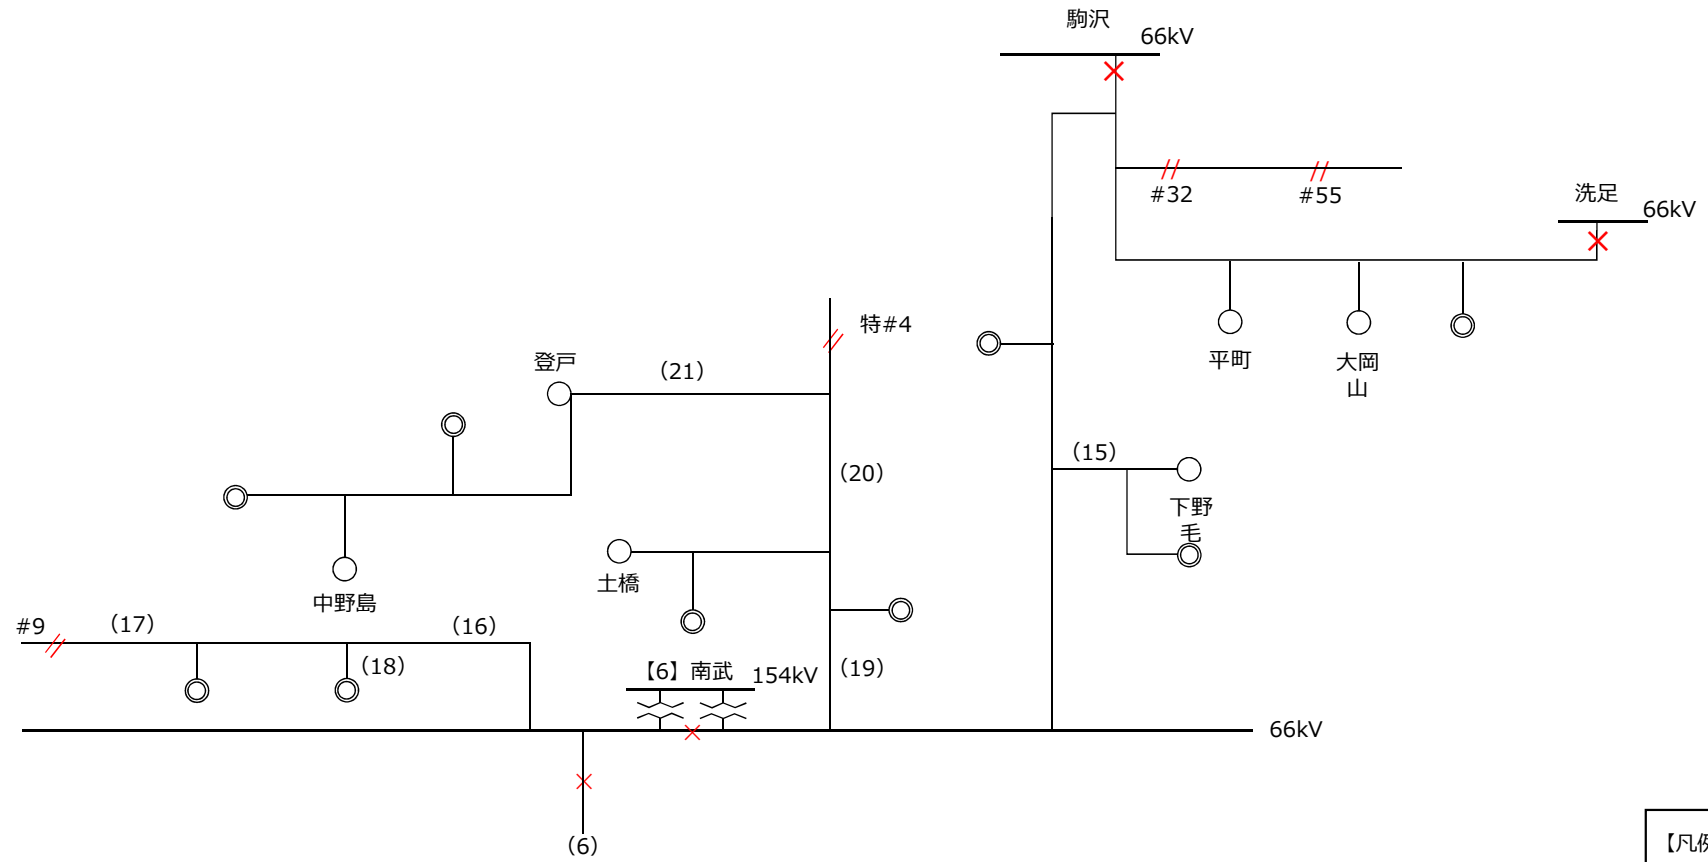 駒沢
66kV
#32
#55
洗足
66kV
特#4
登戸
（21）
平町
大岡
山
（15）
（20）
下野
毛
土橋
中野島
#9
（17）
（16）
（18）
【6】南武
154kV
（19）
66kV
（6）
【凡例